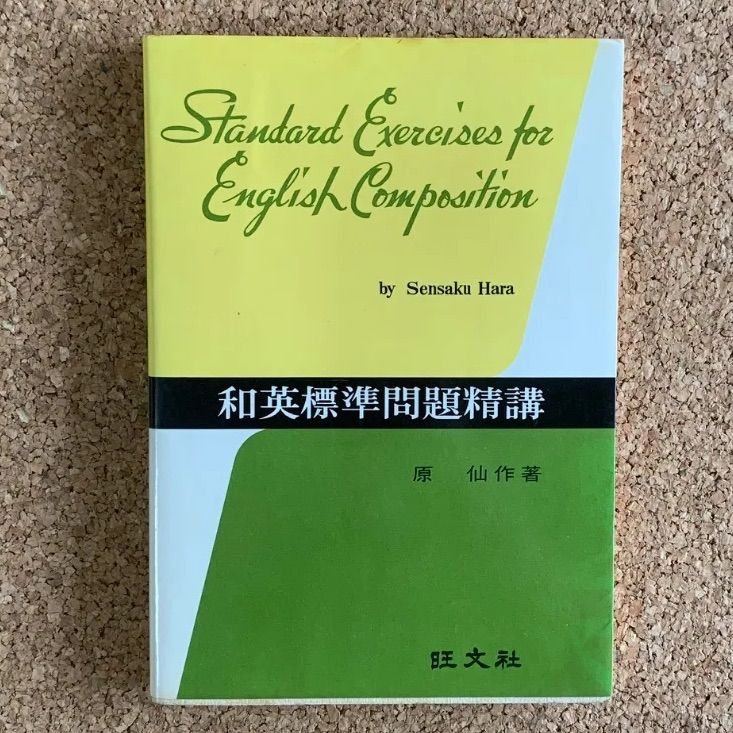 Standard Exercises for
English Composition
by Sensaku Hara
和英標準問題精講
原 仙作著
旺文社